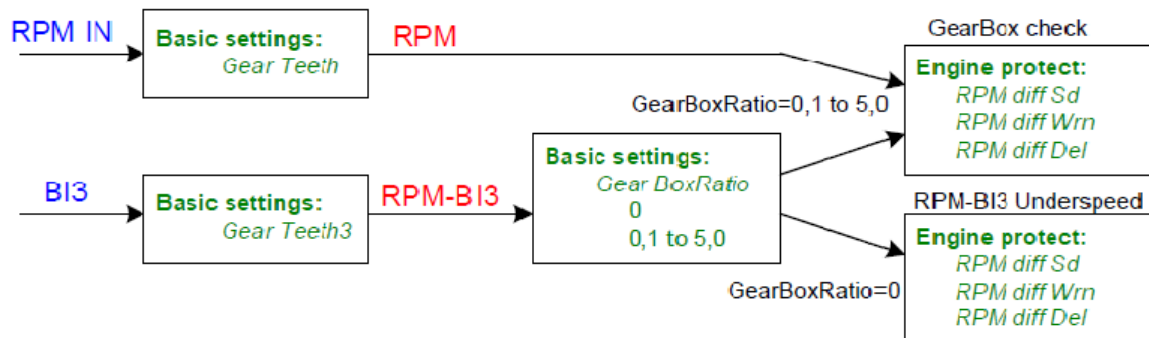 RPM IN
Basic settings:
Gear Teeth
RPM
GearBox check
Engine protect:
RPM diff Sd
RPM diff Wrn
RPM diff Del
GearBoxRatio=0,1 to 5,0
BI3
Basic settings:
Gear Teeth3
RPM-BI3
Basic settings:
Gear BoxRatio
0
0,1 to 5,0
RPM-BI3 Underspeed
Engine protect:
RPM diff Sd
RPM diff Wrn
RPM diff Del
GearBoxRatio=0